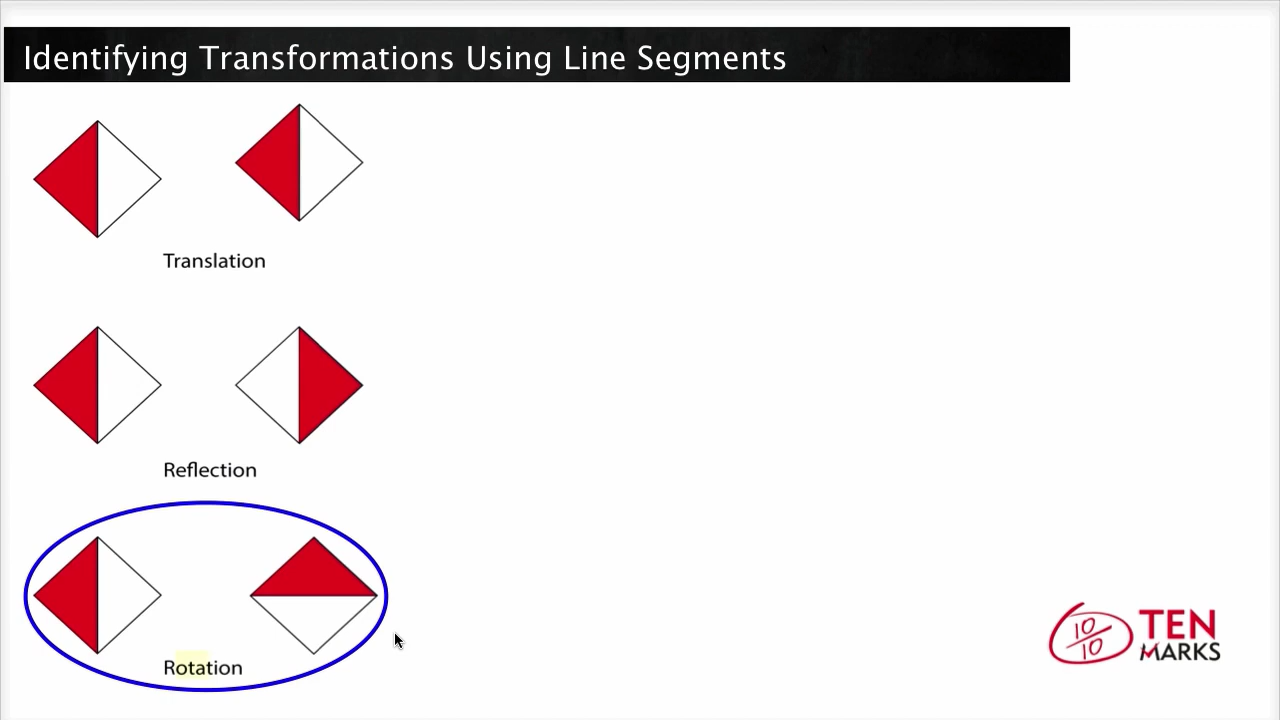 Identifying Transformations Using Line Segments
Translation
Reflection
Rotation
10
10
TEN
MARKS